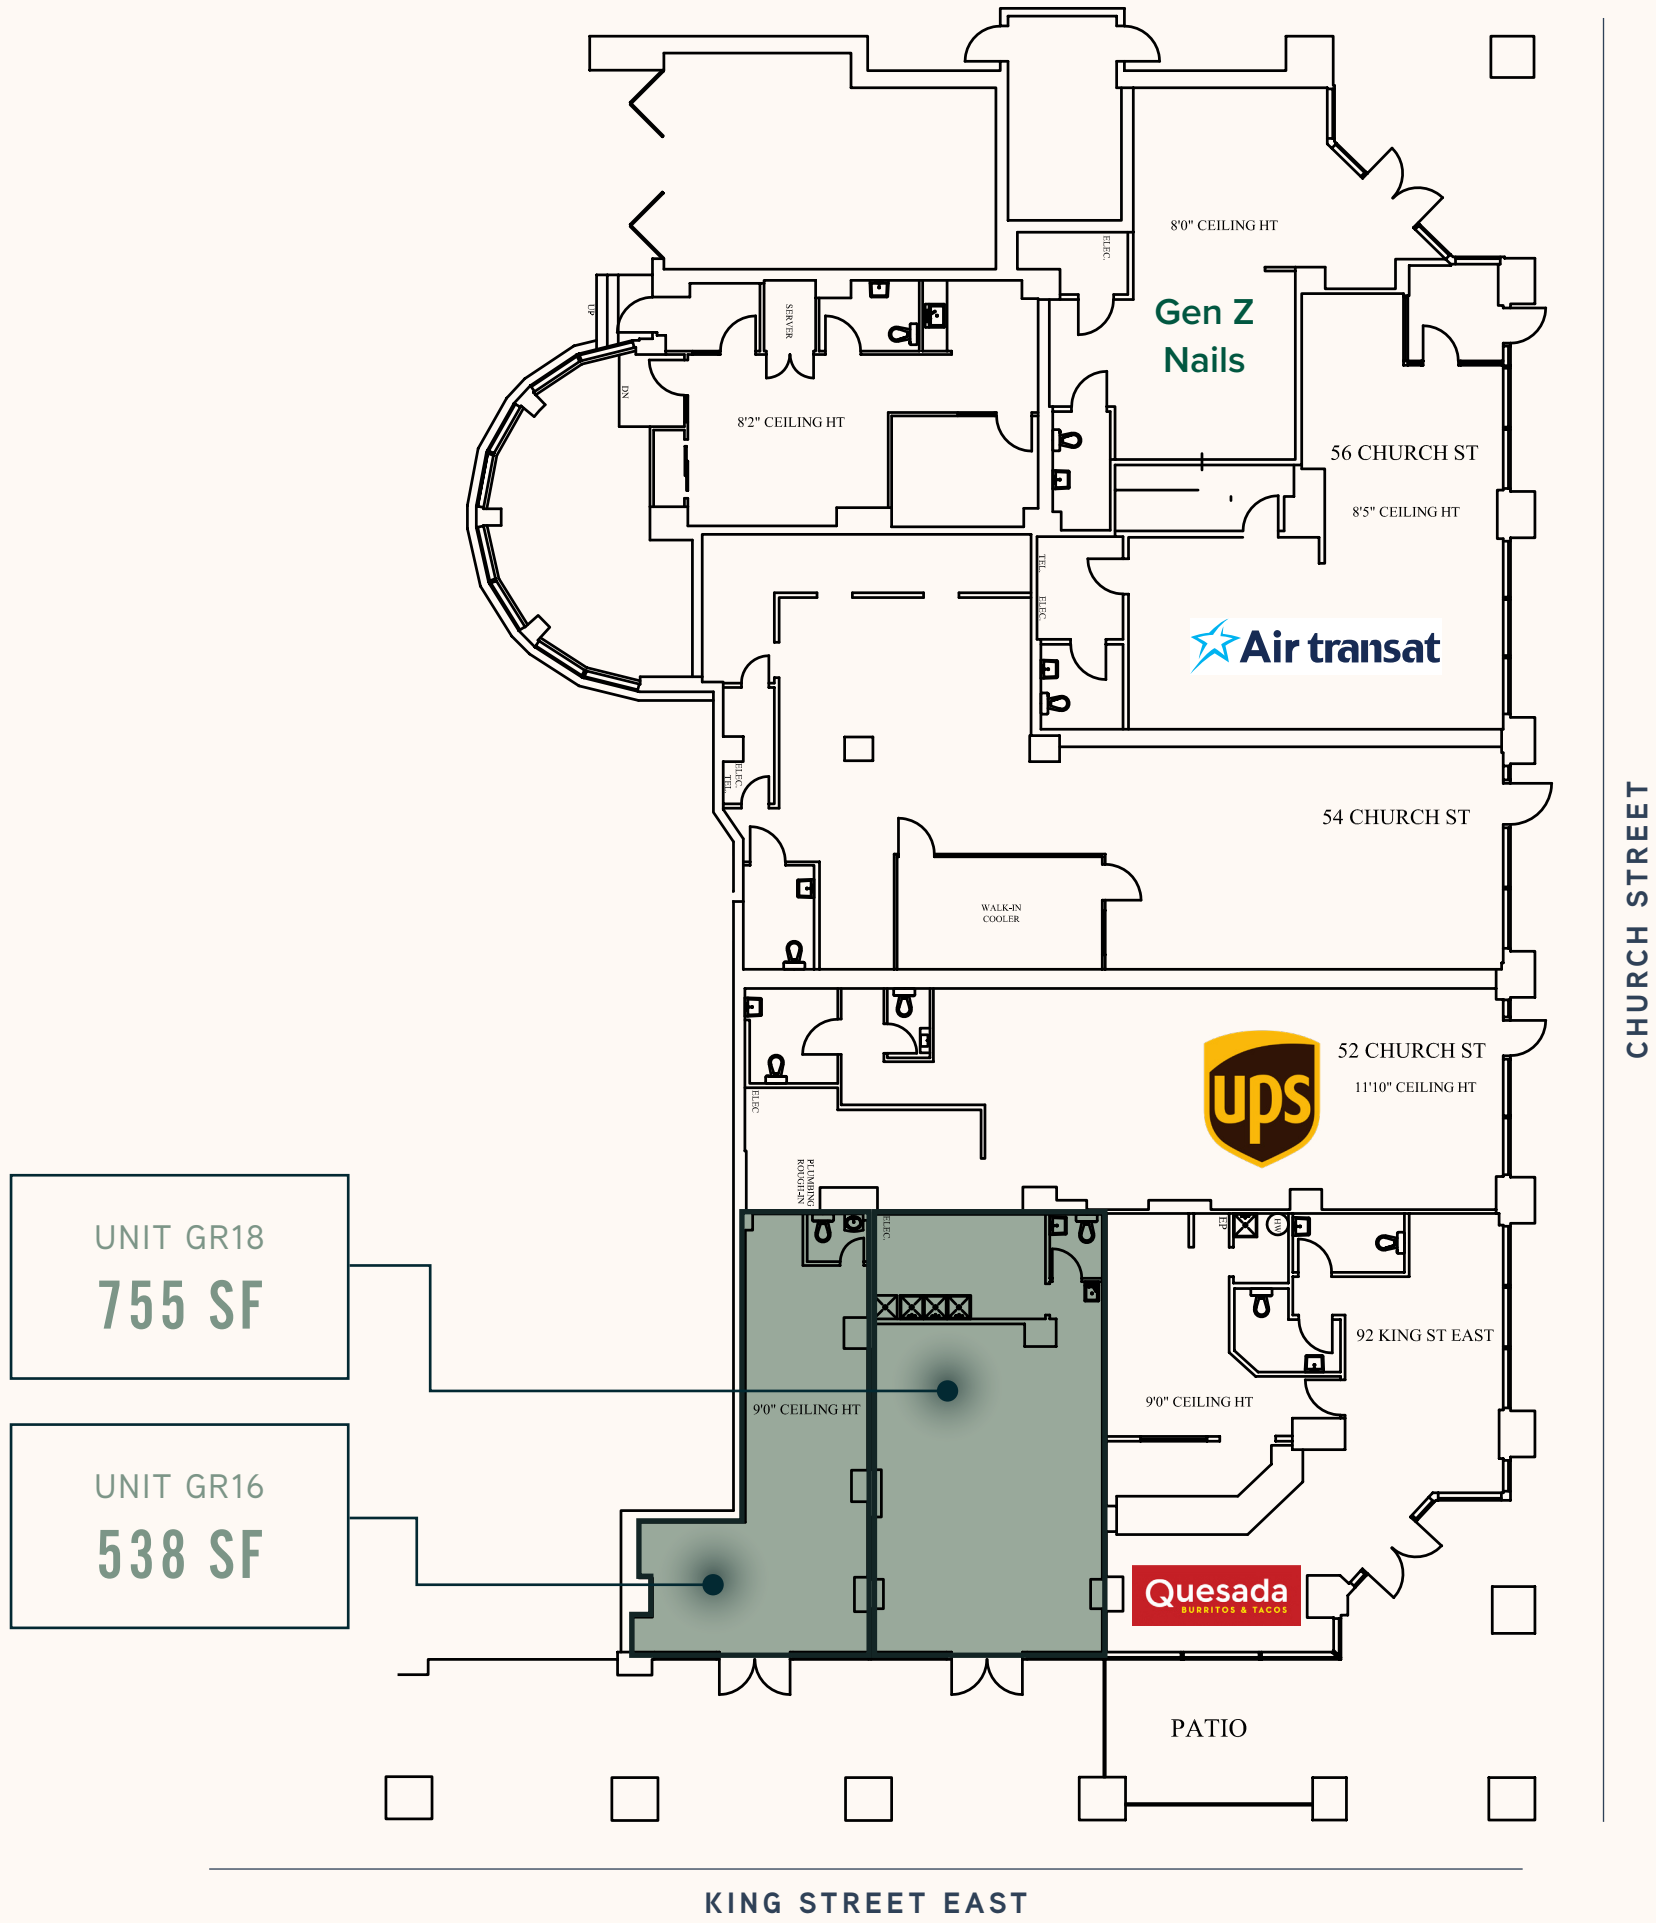 8'0" CEILING HT
ELEC.
UP
SERVER
Gen Z
Nails
DN
8'2" CEILING HT
56 CHURCH ST
8'5" CEILING HT
TEL.
ELEC.
Air transat
ELEC.
TEL.
54 CHURCH ST
CHURCH STREET
WALK-IN
COOLER
ups
52 CHURCH ST
11'10" CEILING HT
ELEC
PLUMBING
ROUGH-IN
ELEC.
EP
HW
UNIT GR18
755 SF
92 KING ST EAST
9'0" CEILING HT
9'0" CEILING HT
UNIT GR16
538 SF
Quesada
BURRITOS & TACOS
PATIO
KING STREET EAST